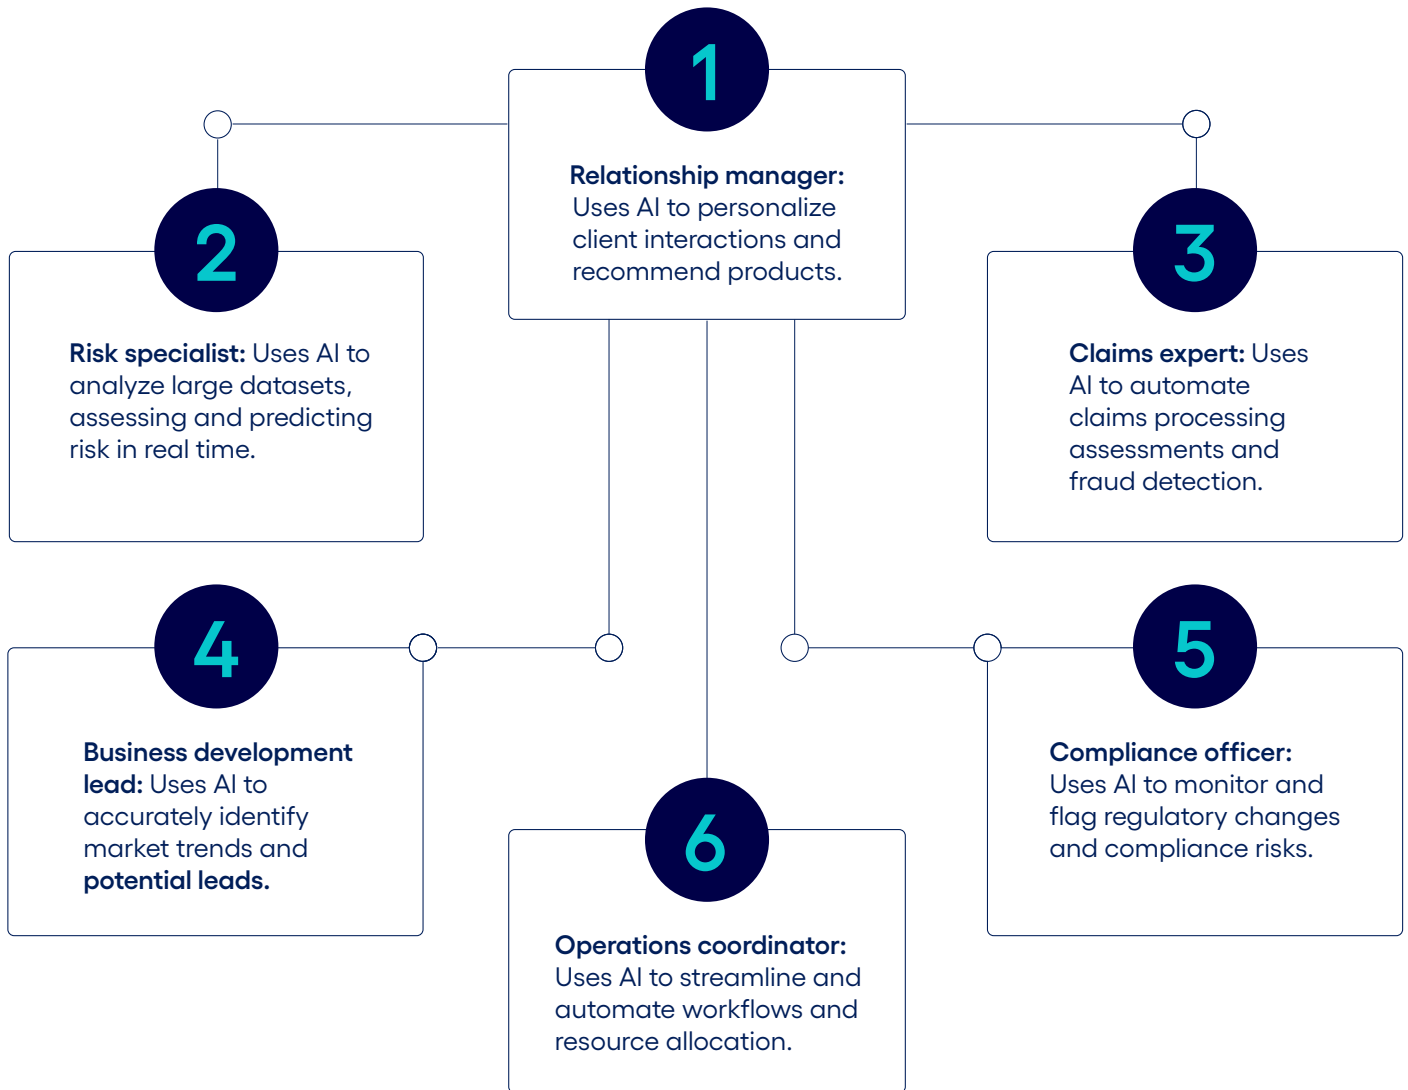 1
Relationship manager:
Uses AI to personalize
client interactions and
recommend products.
2
Risk specialist: Uses AI to
analyze large datasets,
assessing and predicting
risk in real time.
3
Claims expert: Uses
AI to automate
claims processing
assessments and
fraud detection.
4
Business development
lead: Uses AI to
accurately identify
market trends and
potential leads.
5
Compliance officer:
Uses AI to monitor and
flag regulatory changes
and compliance risks.
6
Operations coordinator:
Uses AI to streamline and
automate workflows and
resource allocation.